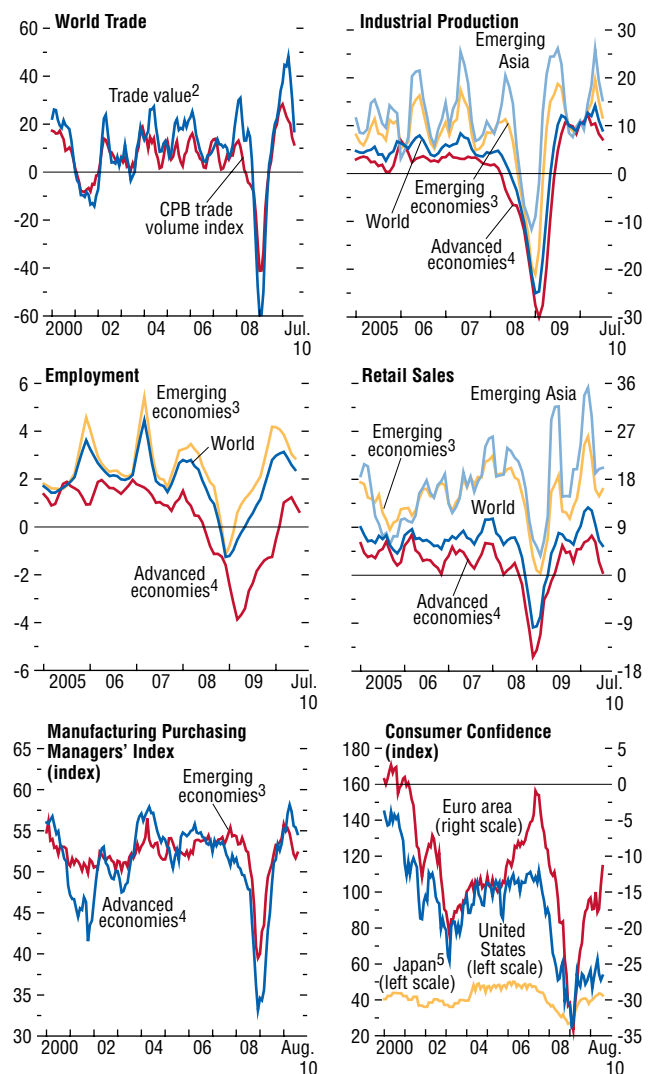 World Trade
60
40
20
0
-20
-40
-60
Trade value2
CPB trade
volume index
2000 02 04 06 08 Jul.
10
Industrial Production
30
20
10
0
-10
-20
-30
Emerging
Asia
Emerging
economies3
World
Advanced
economies4
2005 06 07 08 09 Jul.
10
Employment
6
4
2
0
-2
-4
-6
Emerging
economies3
World
Advanced
economies4
2005 06 07 08 09 Jul.
10
Retail Sales
36
27
18
9
0
-9
-18
Emerging Asia
Emerging
economies3
World
Advanced
economies4
2005 06 07 08 09 Jul.
10
Manufacturing Purchasing
Managers' Index
(index)
65
60
55
50
45
40
35
30
Emerging
economies3
Advanced
economies4
2000 02 04 06 08 Aug.
10
Consumer Confidence
(index)
180
160
140
120
100
80
60
40
20
5
0
-5
-10
-15
-20
-25
-30
-35
Euro area
(right scale)
United
States
(left scale)
Japan5
(left scale)
2000 02 04 06 08 Aug.
10